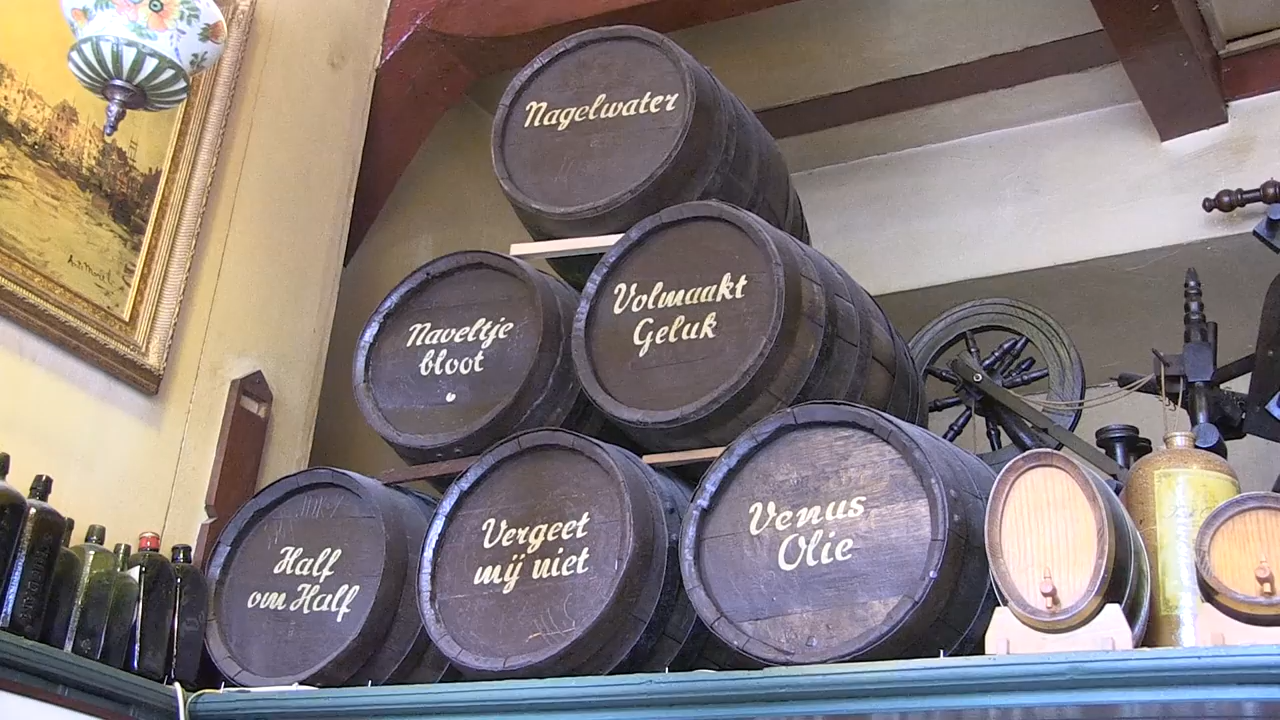 Nagelwater
Naveltje
bloot
Volmaakt
Geluk
Half
om Half
Vergeet
mij niet
Venus
Olie